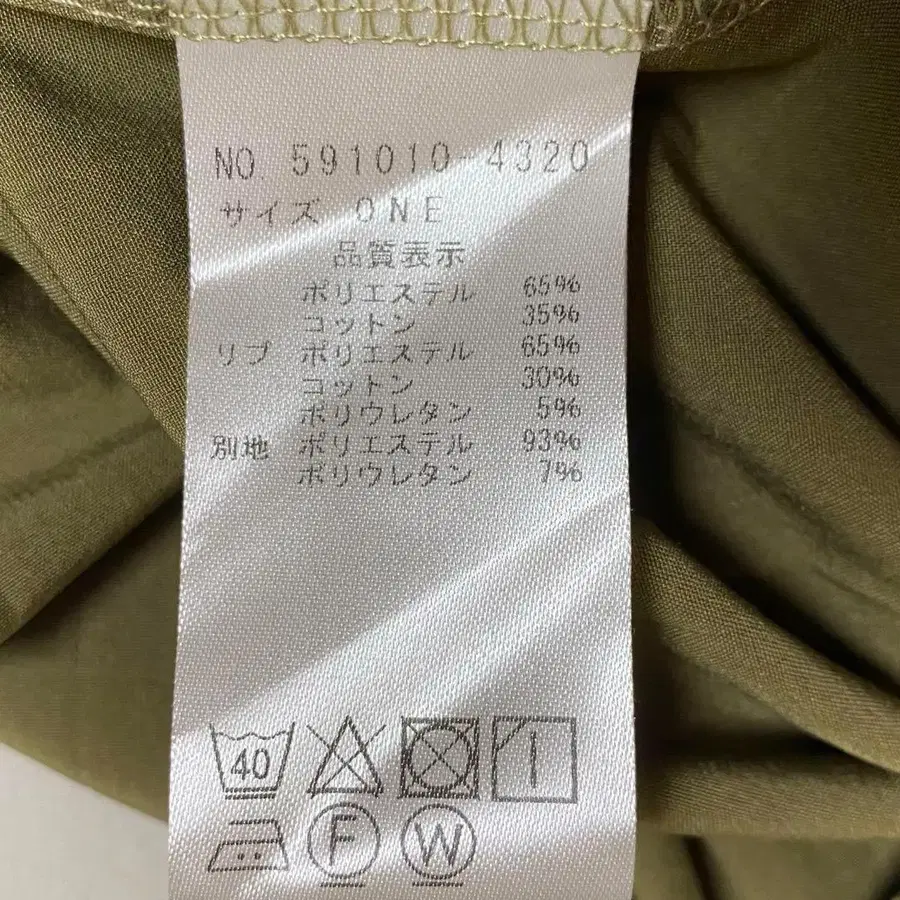 NO 591010-4320
サイズ ONE
品質表示
ポリエステル 65%
コットン 35%
リブ ポリエステル 65%
コットン 30%
ポリウレタン 5%
別地 ポリエステル 93%
ポリウレタン 7%
40
F W